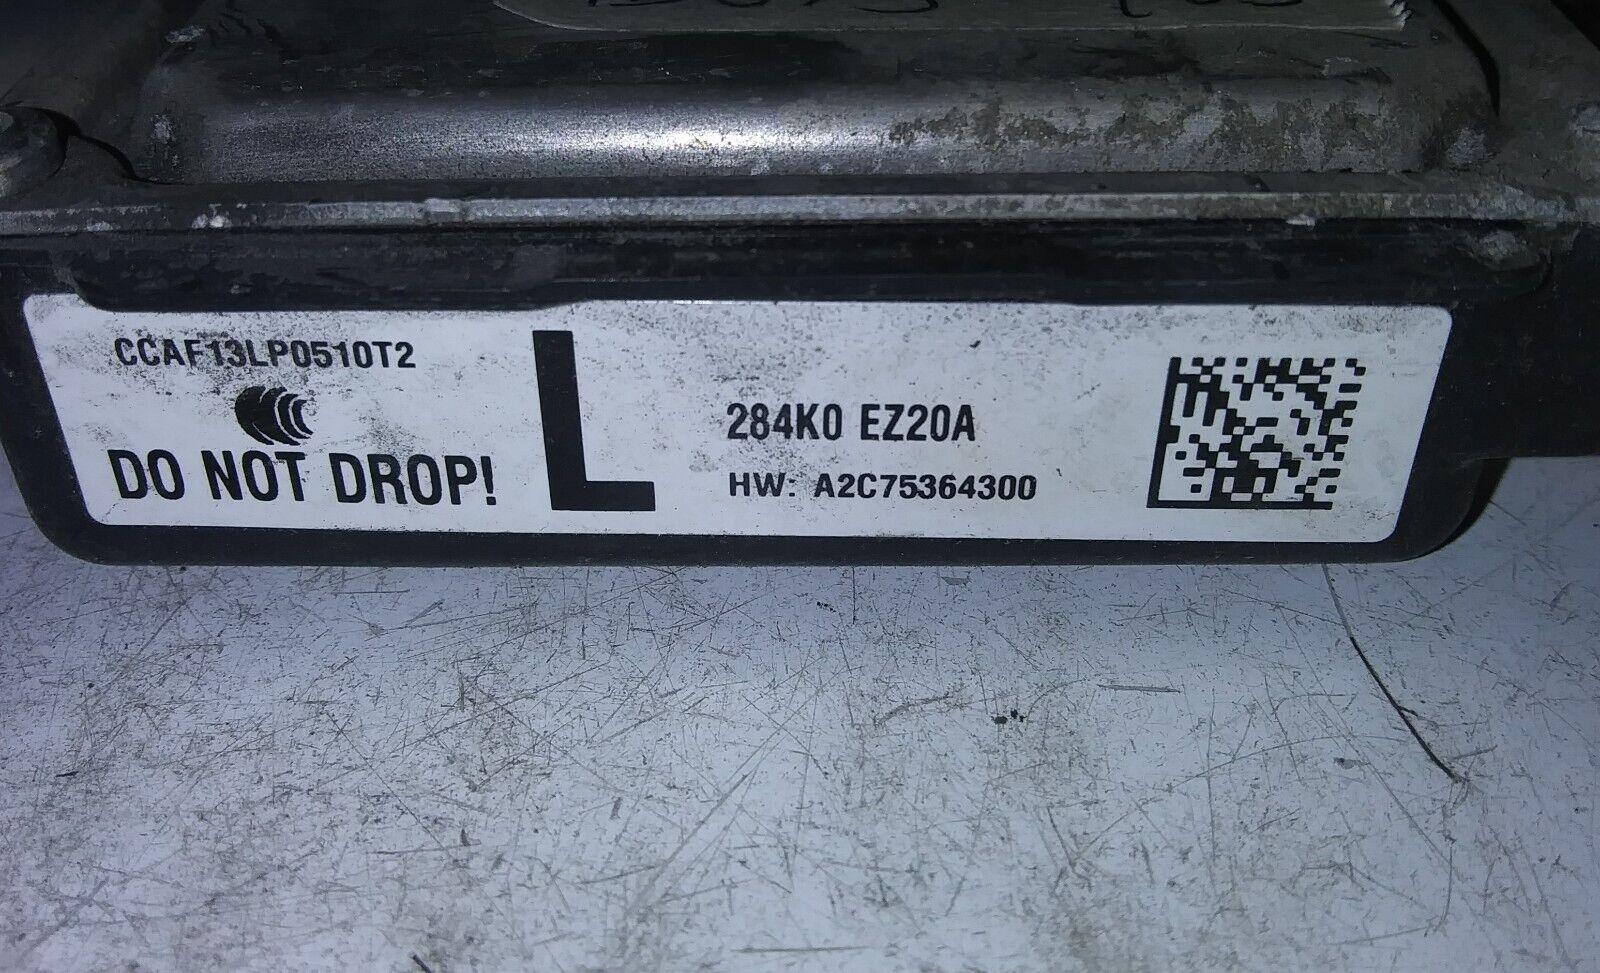 CCAF13LP0510T2
DO NOT DROP!
L
284K0 EZ20A
HW: A2C75364300